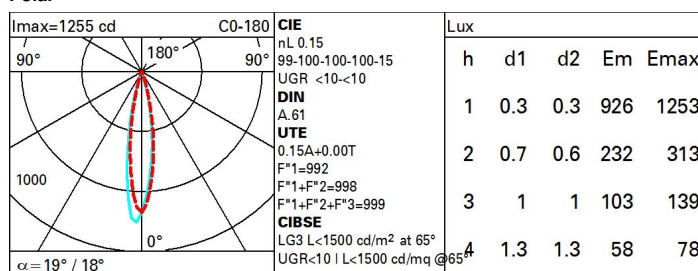 Imax=1255 cd C0-180
90° 180° 90°
1000
0°
α=19° / 18°
CIE
nL 0.15
99-100-100-100-15
UGR <10-<10
DIN
A.61
UTE
0.15A+0.00T
F"1=992
F"1+F"2=998
F"1+F"2+F"3=999
CIBSE
LG3 L<1500 cd/m² at 65°
UGR<10 | L<1500 cd/mq @65°
Lux
h d1 d2 Em Emax
1 0.3 0.3 926 1253
2 0.7 0.6 232 313
3 1 1 103 139
4 1.3 1.3 58 78